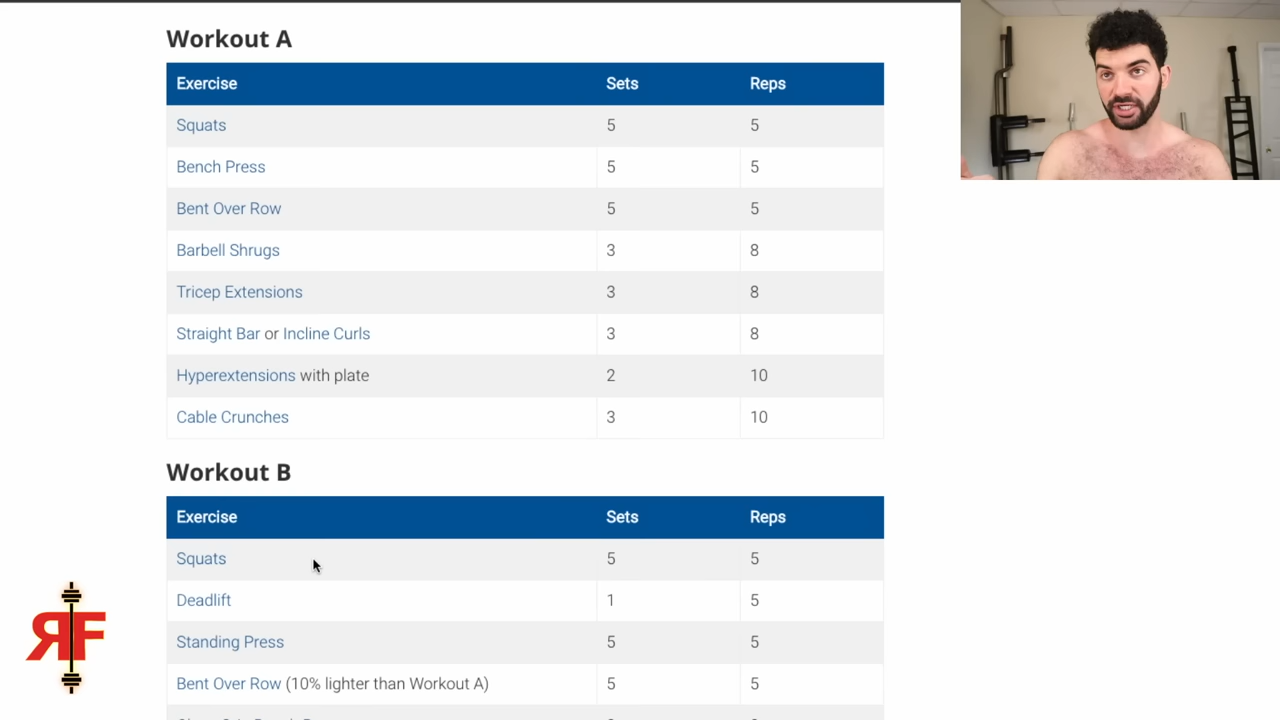 Workout A
Exercise Sets Reps
Squats 5 5
Bench Press 5 5
Bent Over Row 5 5
Barbell Shrugs 3 8
Tricep Extensions 3 8
Straight Bar or Incline Curls 3 8
Hyperextensions with plate 2 10
Cable Crunches 3 10
Workout B
Exercise Sets Reps
Squats 5 5
Deadlift 1 5
Standing Press 5 5
Bent Over Row (10% lighter than Workout A) 5 5
RF